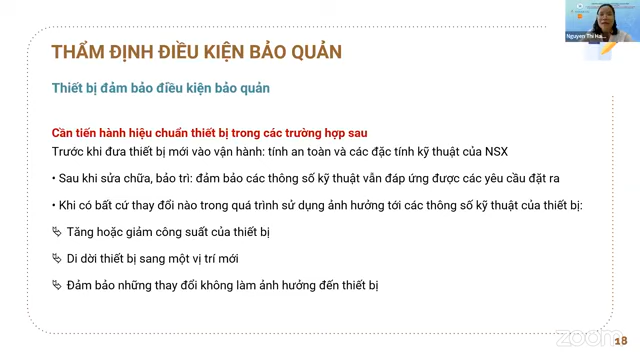 THẨM ĐỊNH ĐIỀU KIỆN BẢO QUẢN
Thiết bị đảm bảo điều kiện bảo quản
Cần tiến hành hiệu chuẩn thiết bị trong các trường hợp sau
Trước khi đưa thiết bị mới vào vận hành: tính an toàn và các đặc tính kỹ thuật của NSX
• Sau khi sửa chữa, bảo trì: đảm bảo các thông số kỹ thuật vẫn đáp ứng được các yêu cầu đặt ra
• Khi có bất cứ thay đổi nào trong quá trình sử dụng ảnh hưởng tới các thông số kỹ thuật của thiết bị:
Tăng hoặc giảm công suất của thiết bị
Di dời thiết bị sang một vị trí mới
Đảm bảo những thay đổi không làm ảnh hưởng đến thiết bị
Nguyen Thi
zoom
18